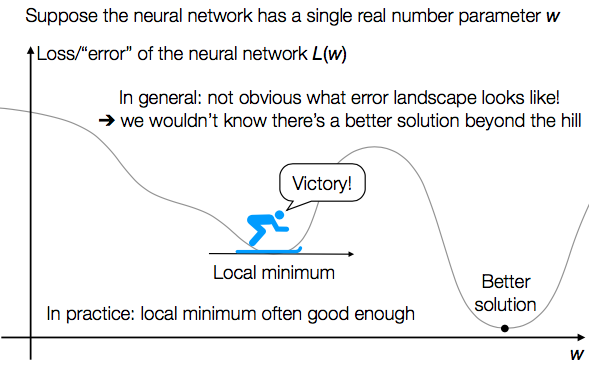 Suppose the neural network has a single real number parameter w
Loss/“error” of the neural network L(w)
In general: not obvious what error landscape looks like!
➔ we wouldn’t know there’s a better solution beyond the hill
Victory!
Local minimum
Better
solution
In practice: local minimum often good enough
w